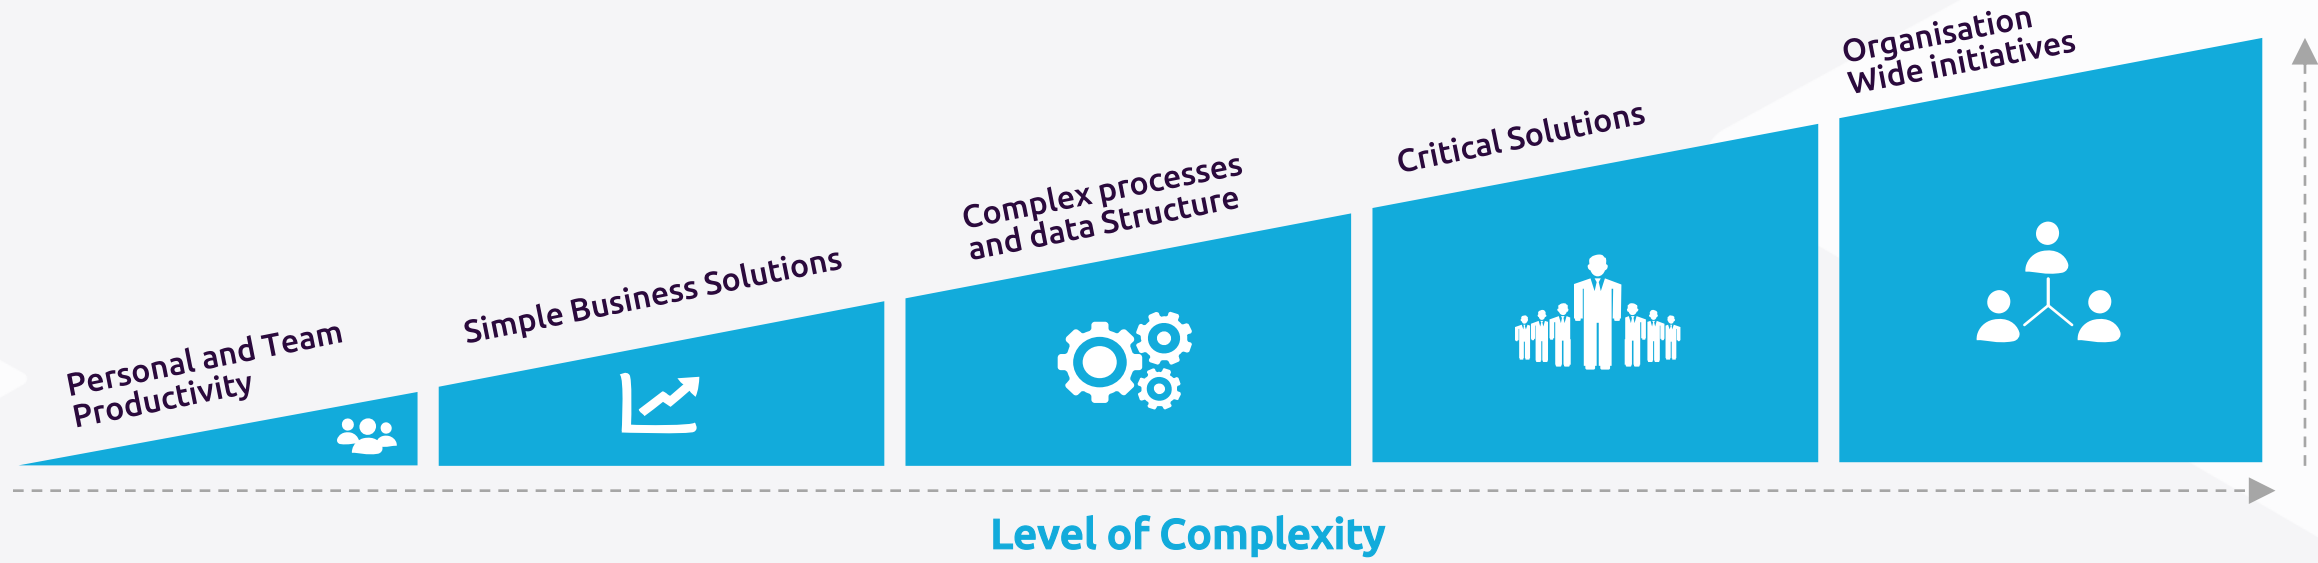 Personal and Team
Productivity
Simple Business Solutions
Complex processes
and data Structure
Critical Solutions
Organisation
Wide initiatives
Level of Complexity